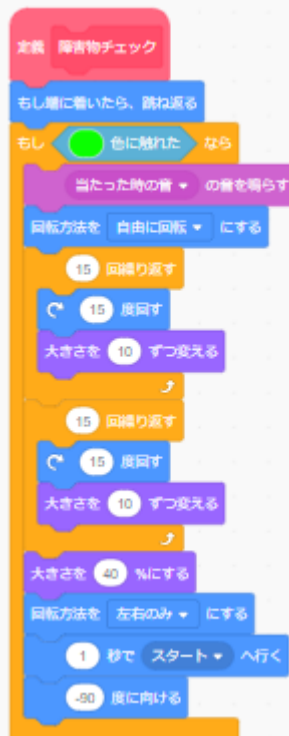 定義 障害物チェック
もし端に着いたら、跳ね返る
もし 色に触れた なら
当たった時の音 の音を鳴らす
回転方法を 自由に回転 にする
15 回繰り返す
15 度回す
大きさを 10 ずつ変える
15 回繰り返す
15 度回す
大きさを 10 ずつ変える
大きさを 40 %にする
回転方法を 左右のみ にする
1 秒で スタート へ行く
-90 度に向ける